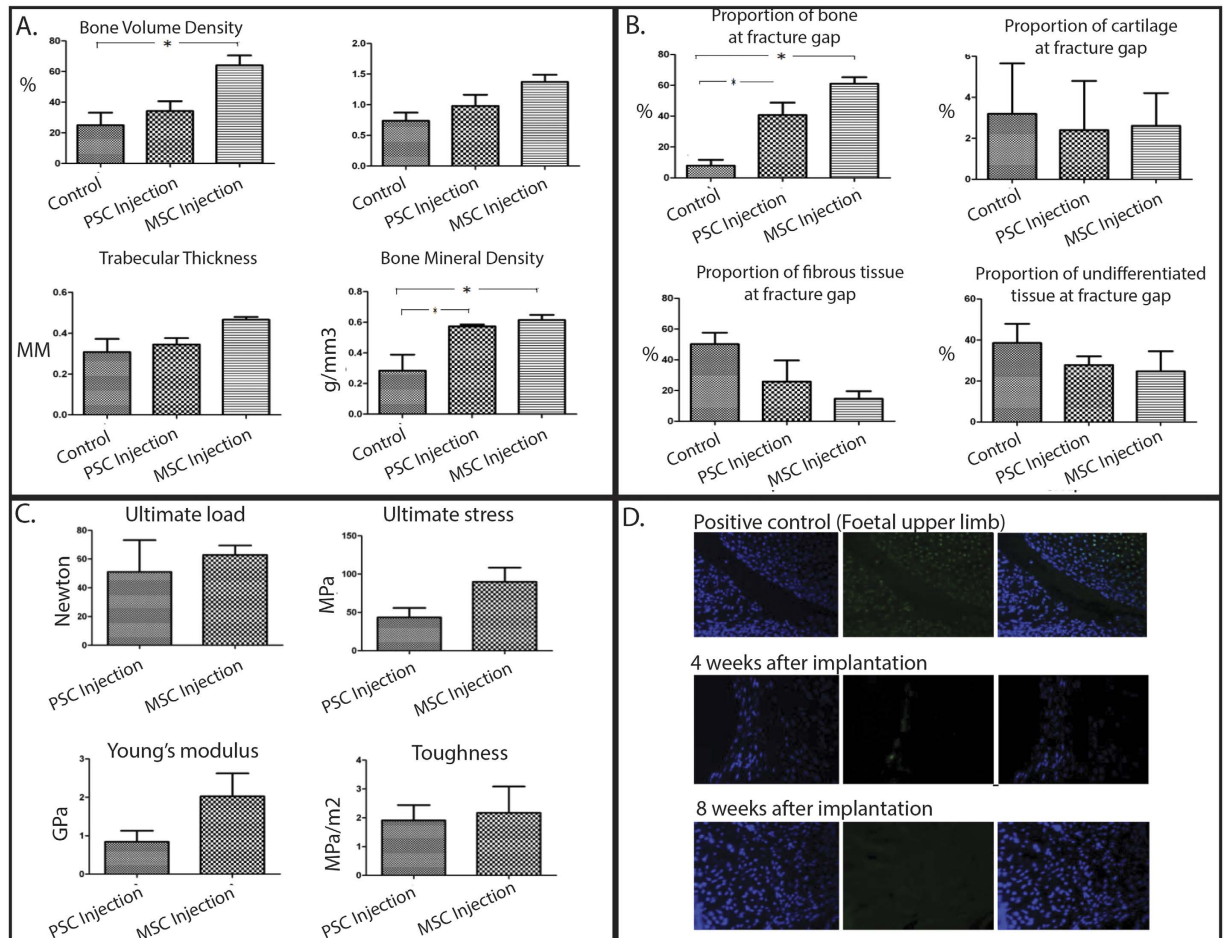 A.
Bone Volume Density
%
80
60
40
20
0
*
Control
PSC Injection
MSC Injection
2.0
1.5
1.0
0.5
0.0
Control
PSC Injection
MSC Injection
Trabecular Thickness
MM
0.6
0.4
0.2
0.0
Control
PSC Injection
MSC Injection
Bone Mineral Density
g/mm3
0.8
0.6
0.4
0.2
0.0
*
*
Control
PSC Injection
MSC Injection
B.
Proportion of bone
at fracture gap
%
80
60
40
20
0
*
*
Control
PSC Injection
MSC Injection
Proportion of cartilage
at fracture gap
%
6
4
2
0
Control
PSC Injection
MSC Injection
Proportion of fibrous tissue
at fracture gap
%
80
60
40
20
0
Control
PSC Injection
MSC Injection
Proportion of undifferentiated
tissue at fracture gap
%
60
40
20
0
Control
PSC Injection
MSC Injection
C.
Ultimate load
Newton
80
60
40
20
0
PSC Injection
MSC Injection
Ultimate stress
MPa
150
100
50
0
PSC Injection
MSC Injection
Young's modulus
GPa
3
2
1
0
PSC Injection
MSC Injection
Toughness
MPa/m2
4
3
2
1
0
PSC Injection
MSC Injection
D.
Positive control (Foetal upper limb)
4 weeks after implantation
8 weeks after implantation